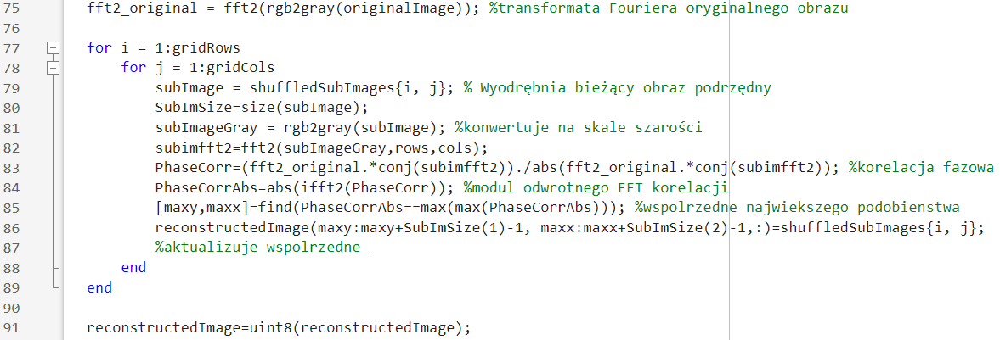 75 fft2_original = fft2(rgb2gray(originalImage)); %transformata Fouriera oryginalnego obrazu
76
77 for i = 1:gridRows
78 for j = 1:gridCols
79 subImage = shuffledSubImages{i, j}; % Wyodrębnia bieżący obraz podrzędny
80 SubImSize=size(subImage);
81 subImageGray = rgb2gray(subImage); %konwertuje na skale szarości
82 subimfft2=fft2(subImageGray,rows,cols);
83 PhaseCorr=(fft2_original.*conj(subimfft2))./abs(fft2_original.*conj(subimfft2)); %korelacja fazowa
84 PhaseCorrAbs=abs(ifft2(PhaseCorr)); %modul odwrotnego FFT korelacji
85 [maxy,maxx]=find(PhaseCorrAbs==max(max(PhaseCorrAbs))); %wspolrzedne najwiekszego podobienstwa
86 reconstructedImage(maxy:maxy+SubImSize(1)-1, maxx:maxx+SubImSize(2)-1,:)=shuffledSubImages{i, j};
87 %aktualizuje wspolrzedne
88 end
89 end
90
91 reconstructedImage=uint8(reconstructedImage);